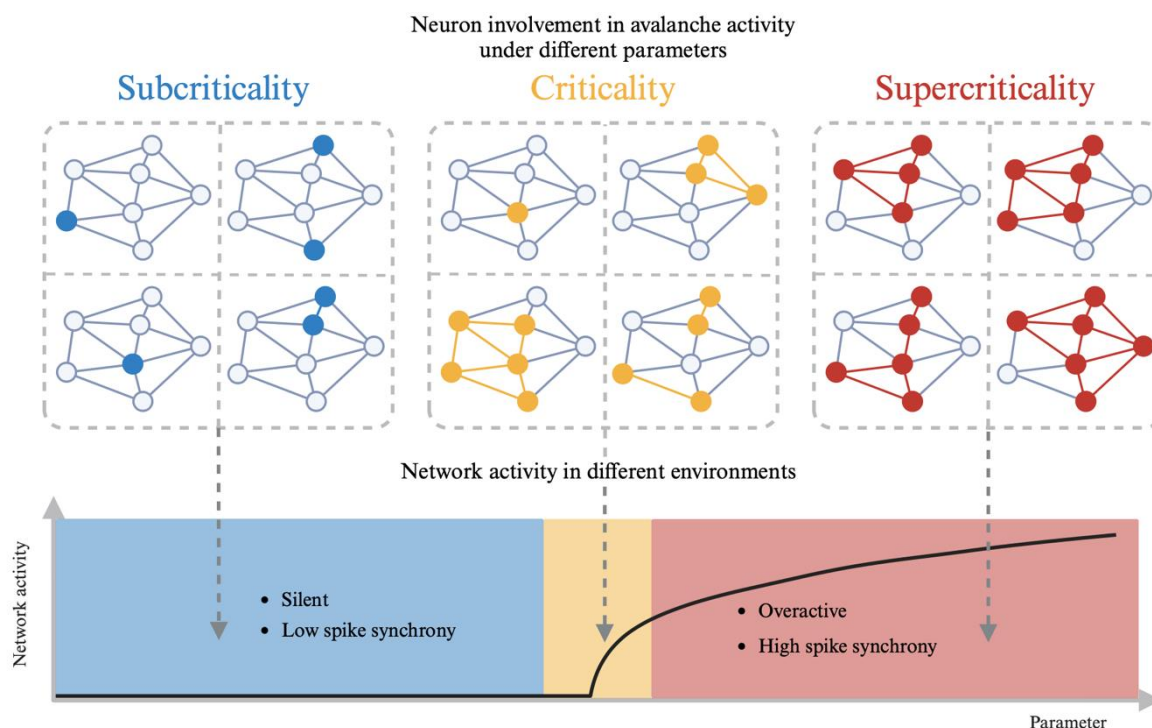 Neuron involvement in avalanche activity
under different parameters
Subcriticality
Criticality
Supercriticality
Network activity in different environments
Network activity
• Silent
• Low spike synchrony
• Overactive
• High spike synchrony
Parameter